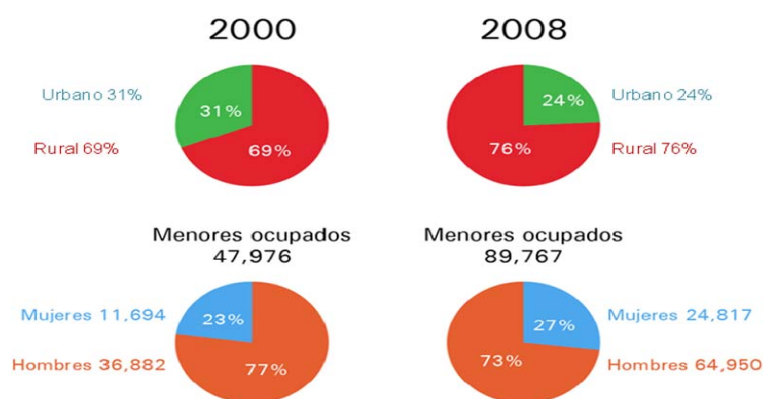 2000
2008
Urbano 31%
31%
69%
Rural 69%
24%
76%
Urbano 24%
Rural 76%
Menores ocupados
47,976
Menores ocupados
89,767
Mujeres 11,694
23%
Hombres 36,882
77%
27%
Mujeres 24,817
73%
Hombres 64,950